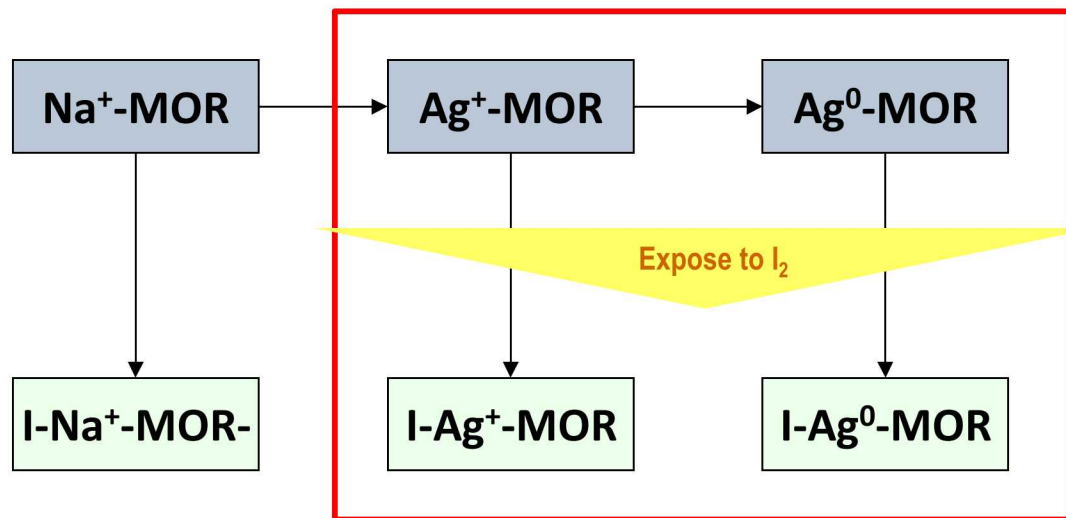 Na⁺-MOR
Ag⁺-MOR
Ag⁰-MOR
Expose to I₂
I-Na⁺-MOR-
I-Ag⁺-MOR
I-Ag⁰-MOR